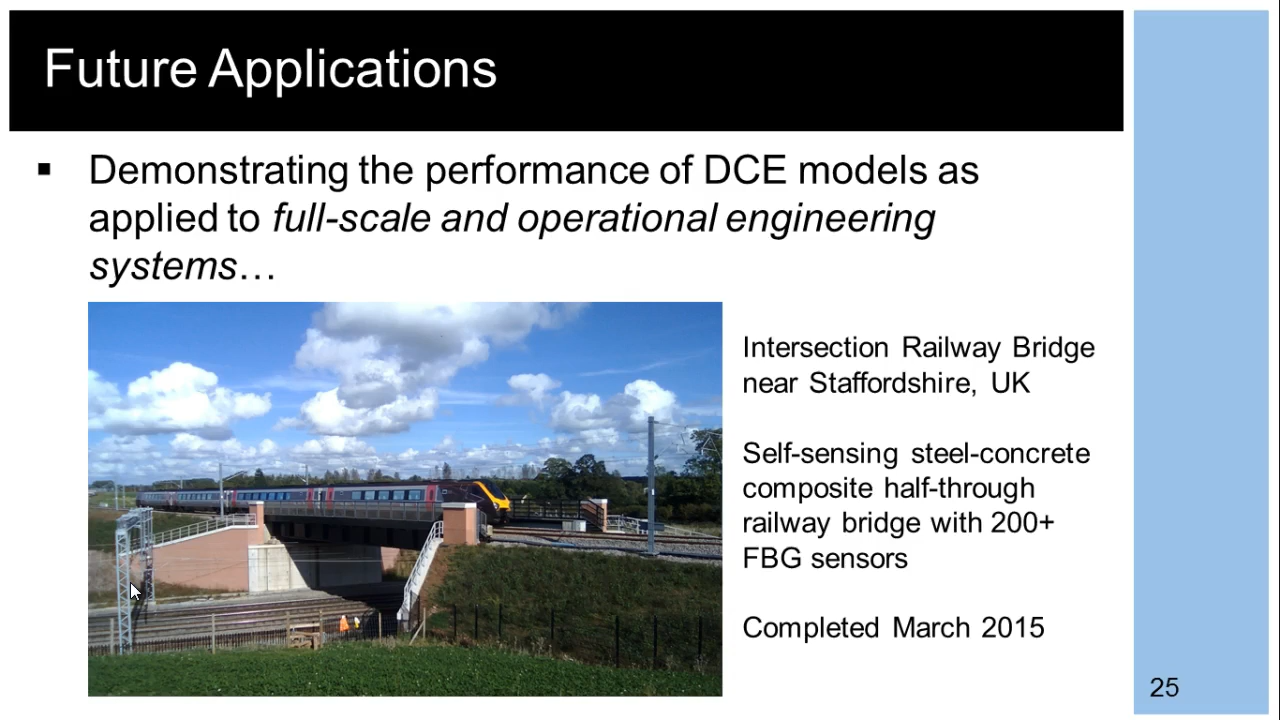 Future Applications
▪ Demonstrating the performance of DCE models as
applied to full-scale and operational engineering
systems…
Intersection Railway Bridge
near Staffordshire, UK
Self-sensing steel-concrete
composite half-through
railway bridge with 200+
FBG sensors
Completed March 2015
25